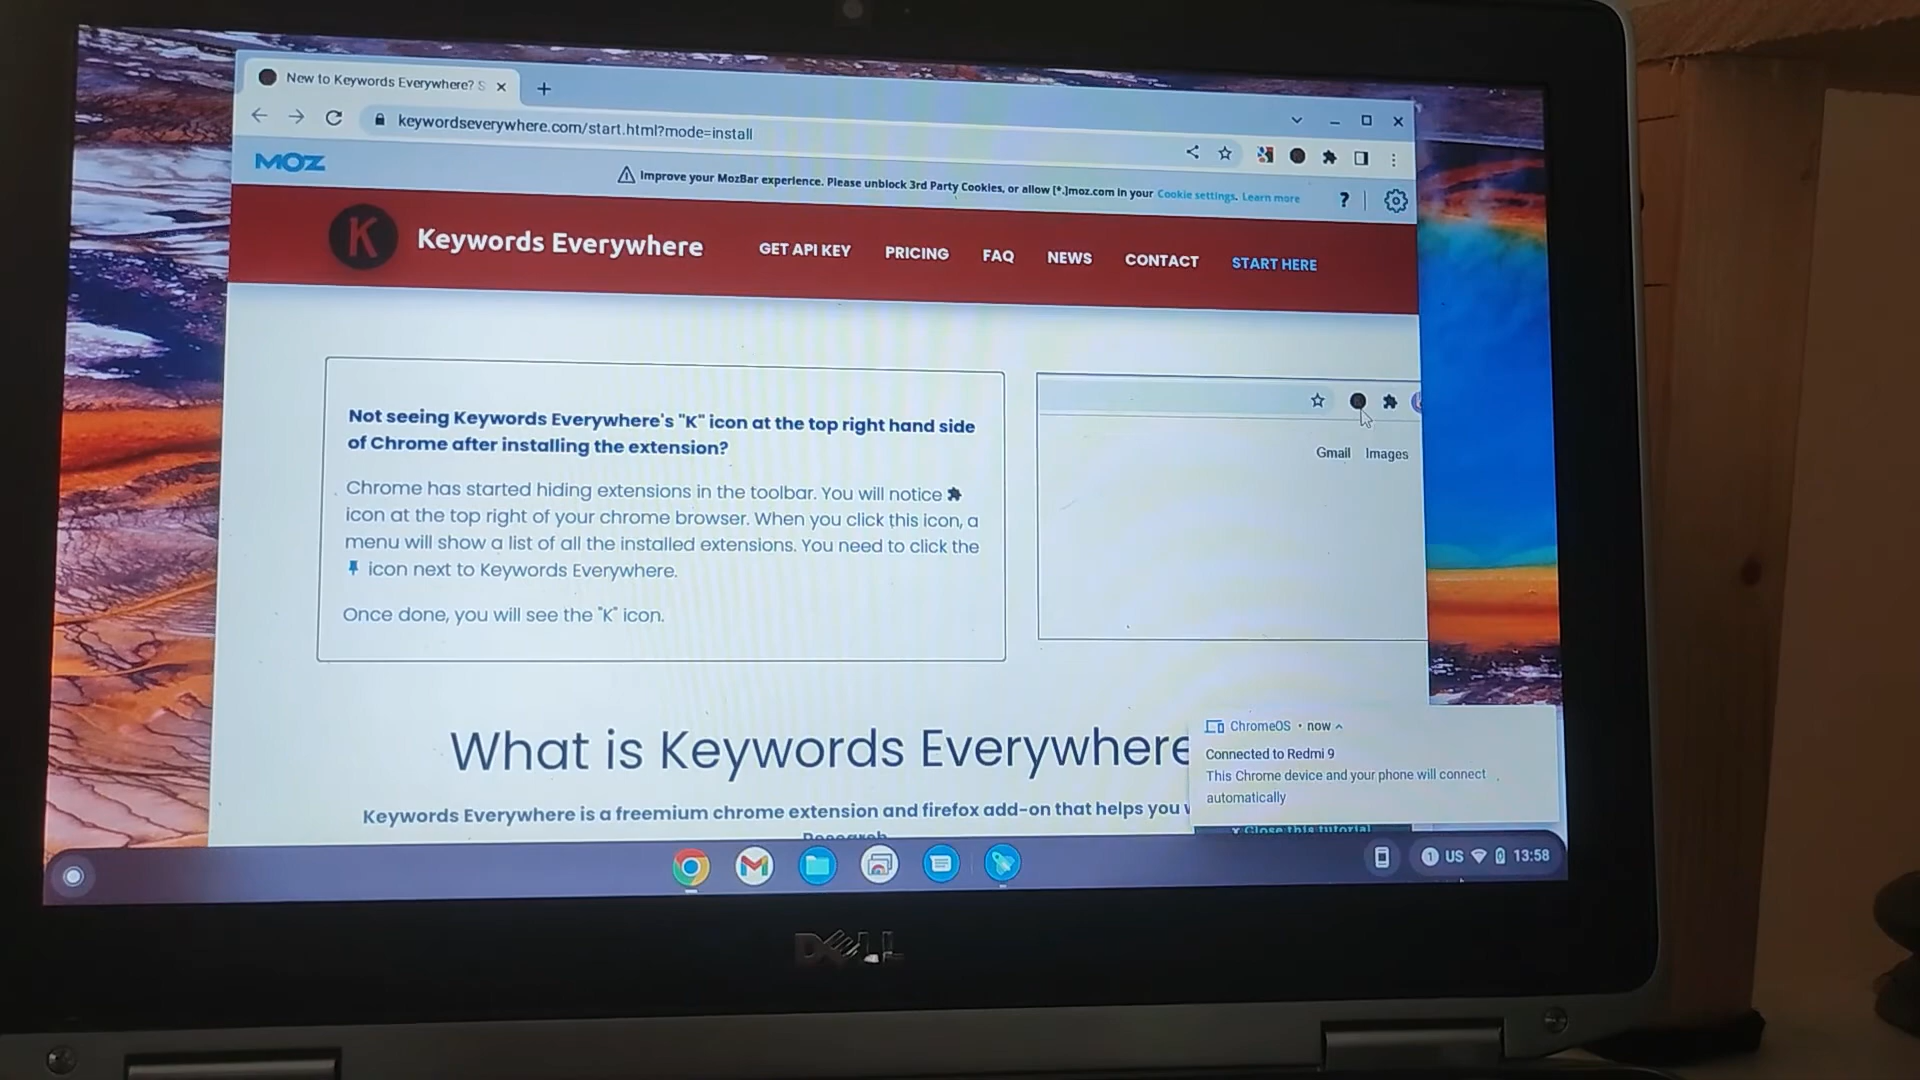 New to Keywords Everywhere? S
keywordseverywhere.com/start.html?mode=install
MOZ
Improve your MozBar experience. Please unblock 3rd Party Cookies, or allow [*.]moz.com in your Cookie settings. Learn more
?
K
Keywords Everywhere
GET API KEY
PRICING
FAQ
NEWS
CONTACT
START HERE
Not seeing Keywords Everywhere's "K" icon at the top right hand side
of Chrome after installing the extension?
Chrome has started hiding extensions in the toolbar. You will notice
icon at the top right of your chrome browser. When you click this icon, a
menu will show a list of all the installed extensions. You need to click the
icon next to Keywords Everywhere.
Once done, you will see the "K" icon.
Gmail Images
What is Keywords Everywhere
Keywords Everywhere is a freemium chrome extension and firefox add-on that helps you
Research
ChromeOS • now
Connected to Redmi 9
This Chrome device and your phone will connect
automatically
x Close this tutorial
1 US 13:58
DELL